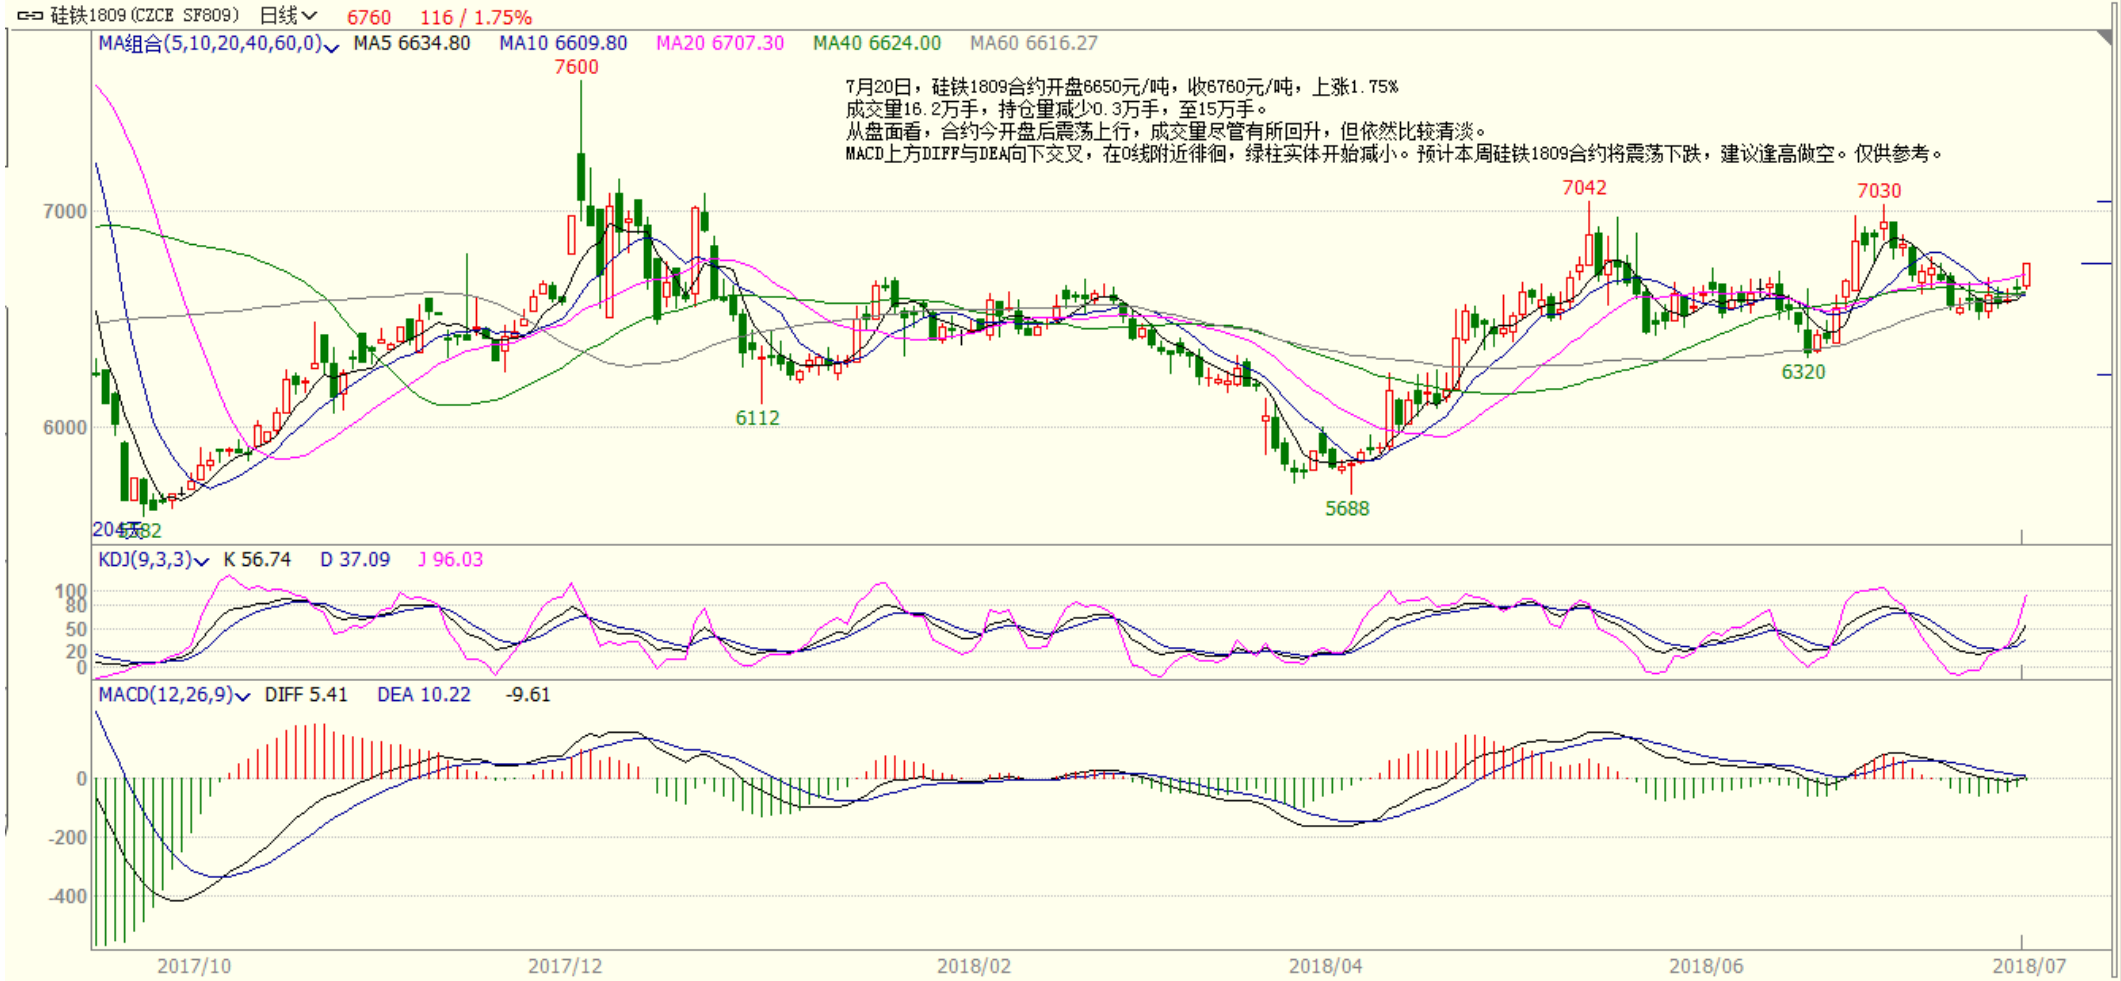 硅铁1809(CZCE SF809) 日线 6760 116 / 1.75%
MA组合(5,10,20,40,60,0) MA5 6634.80 MA10 6609.80 MA20 6707.30 MA40 6624.00 MA60 6616.27
7600
7月20日，硅铁1809合约开盘6650元/吨，收6760元/吨，上涨1.75%
成交量16.2万手，持仓量减少0.3万手，至15万手。
从盘面看，合约今开盘后震荡上行，成交量尽管有所回升，但依然比较清淡。
MACD上方DIFF与DEA向下交叉，在0线附近徘徊，绿柱实体开始减小。预计本周硅铁1809合约将震荡下跌，建议逢高做空。仅供参考。
7042
7030
7000
6320
6112
6000
5688
204天
KDJ(9,3,3) K 56.74 D 37.09 J 96.03
100
80
50
20
0
MACD(12,26,9) DIFF 5.41 DEA 10.22 -9.61
0
-200
-400
2017/10 2017/12 2018/02 2018/04 2018/06 2018/07